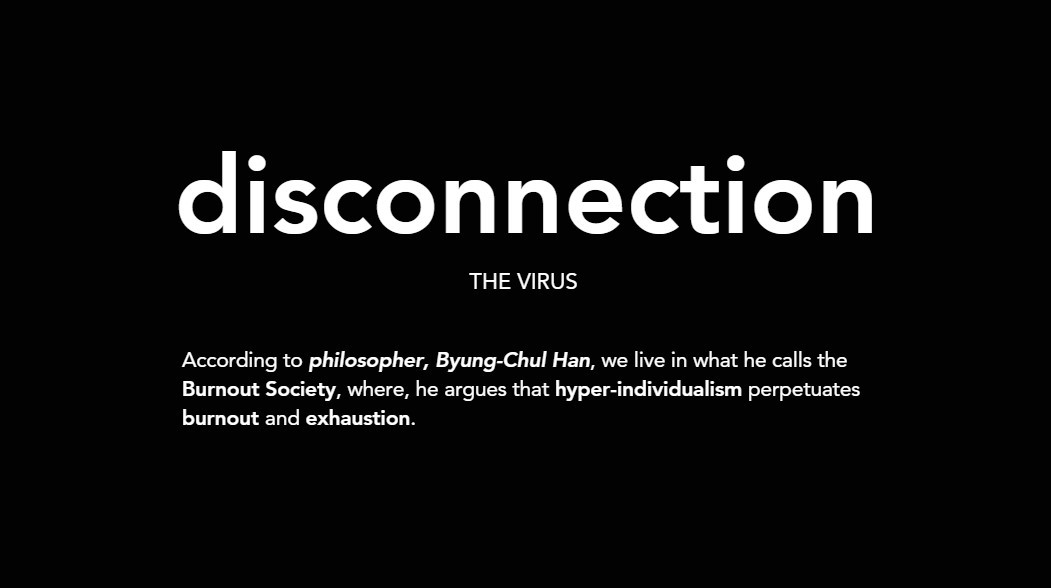 disconnection
THE VIRUS
According to philosopher, Byung-Chul Han, we live in what he calls the
Burnout Society, where, he argues that hyper-individualism perpetuates
burnout and exhaustion.